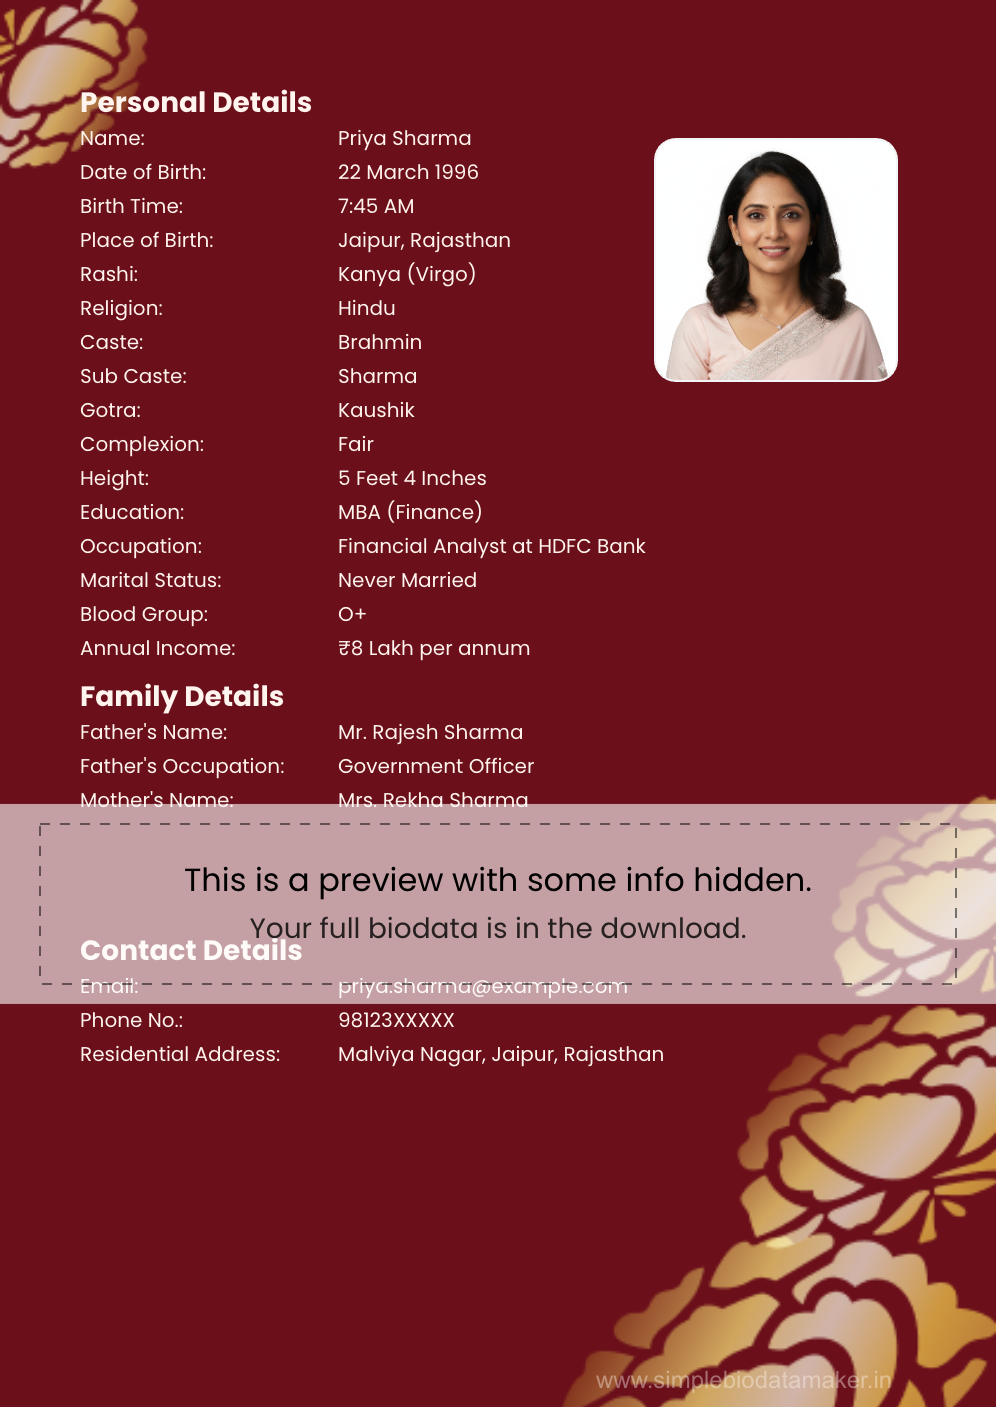 Personal Details
Name: Priya Sharma
Date of Birth: 22 March 1996
Birth Time: 7:45 AM
Place of Birth: Jaipur, Rajasthan
Rashi: Kanya (Virgo)
Religion: Hindu
Caste: Brahmin
Sub Caste: Sharma
Gotra: Kaushik
Complexion: Fair
Height: 5 Feet 4 Inches
Education: MBA (Finance)
Occupation: Financial Analyst at HDFC Bank
Marital Status: Never Married
Blood Group: O+
Annual Income: ₹8 Lakh per annum
Family Details
Father's Name: Mr. Rajesh Sharma
Father's Occupation: Government Officer
Mother's Name: Mrs. Rekha Sharma
This is a preview with some info hidden.
Your full biodata is in the download.
Contact Details
Email: priya.sharma@example.com
Phone No.: 98123XXXXX
Residential Address: Malviya Nagar, Jaipur, Rajasthan
www.simplebiodatamaker.in